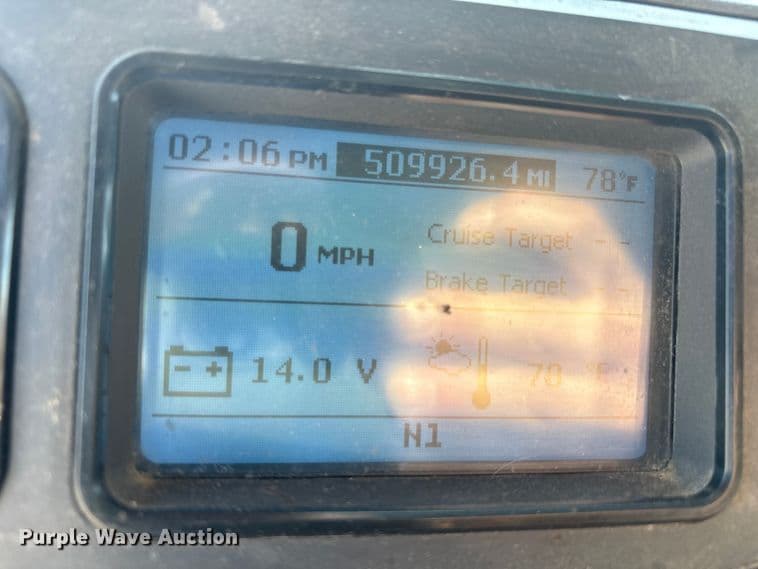 02:06 PM 509926.4 MI 78°F
0 MPH Cruise Target - -
Brake Target - -
- + 14.0 V 78 °F
N1
Purple Wave Auction